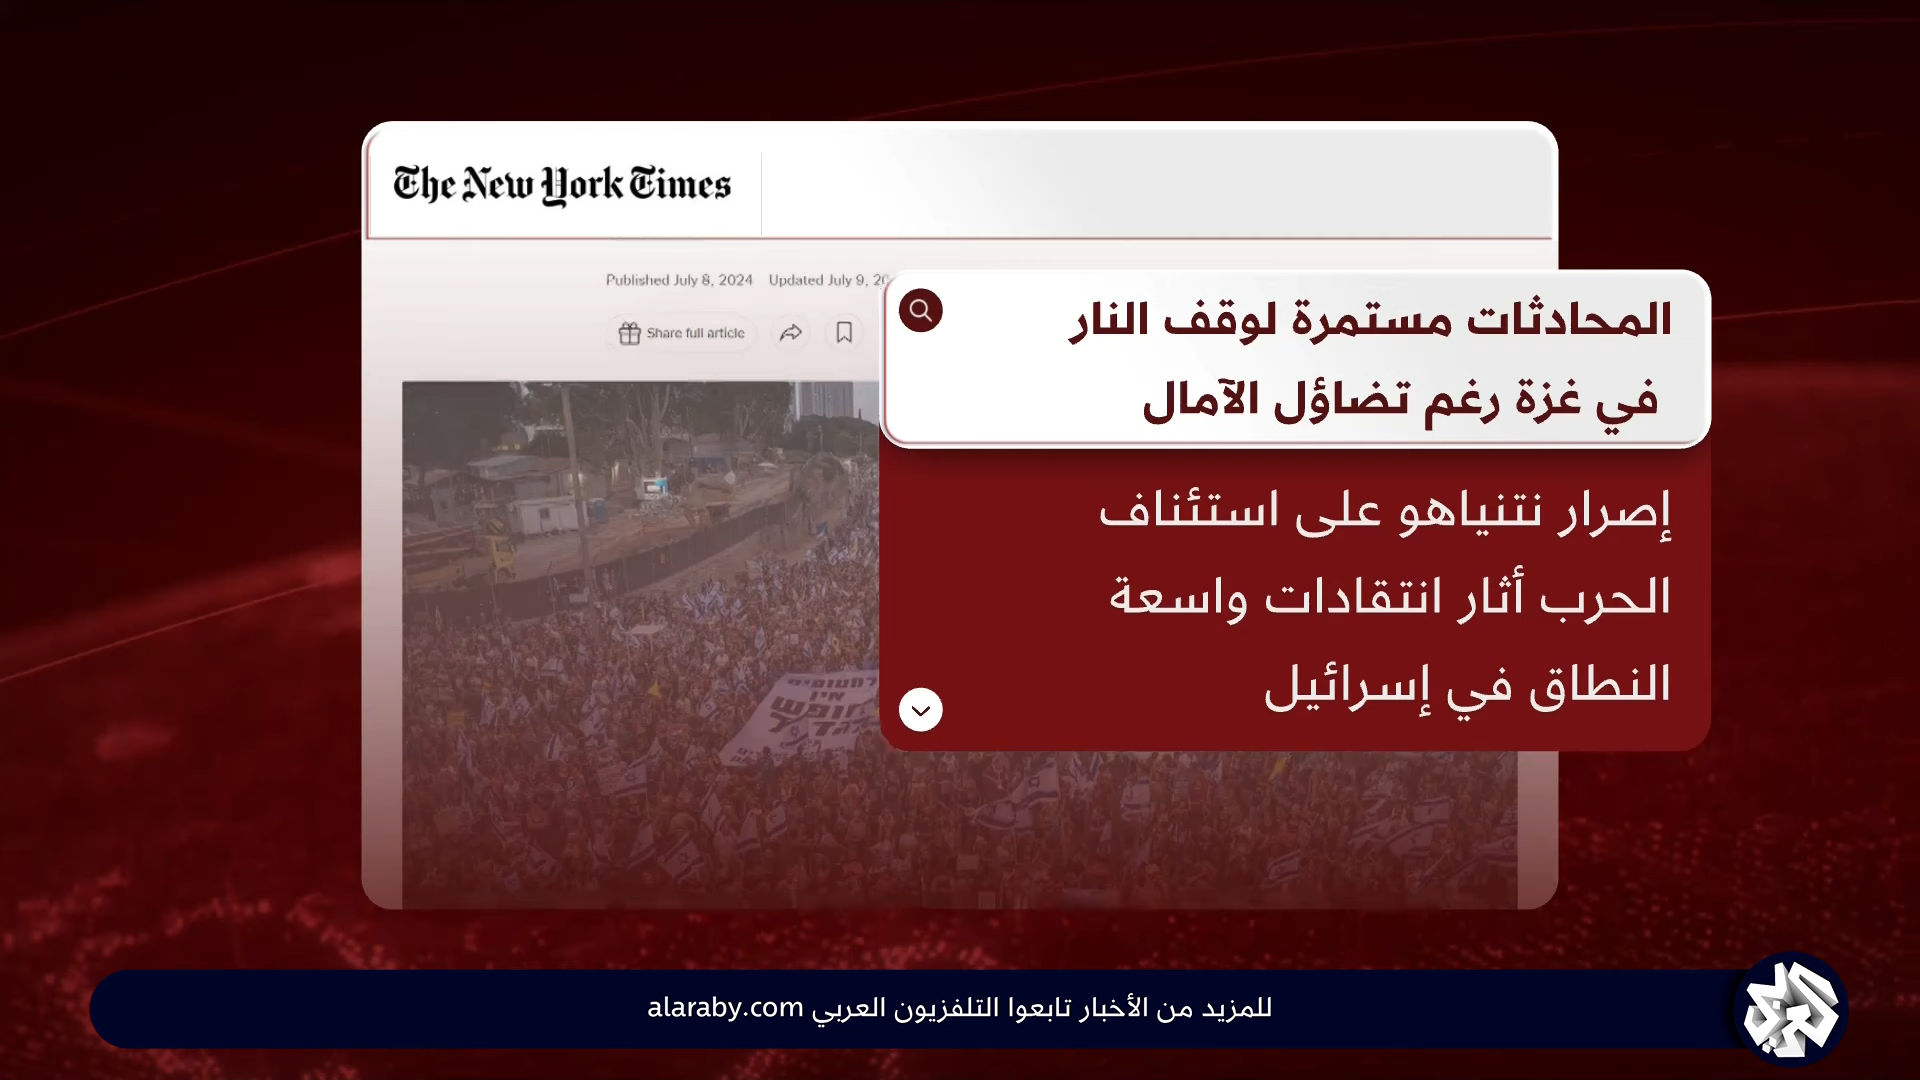 The New York Times
Published July 8, 2024 Updated July 9, 20
Share full article
المحادثات مستمرة لوقف النار
في غزة رغم تضاؤل الآمال
إصرار نتنياهو على استئناف
الحرب أثار انتقادات واسعة
النطاق في إسرائيل
אין
חופש
للمزيد من الأخبار تابعوا التلفزيون العربي alaraby.com